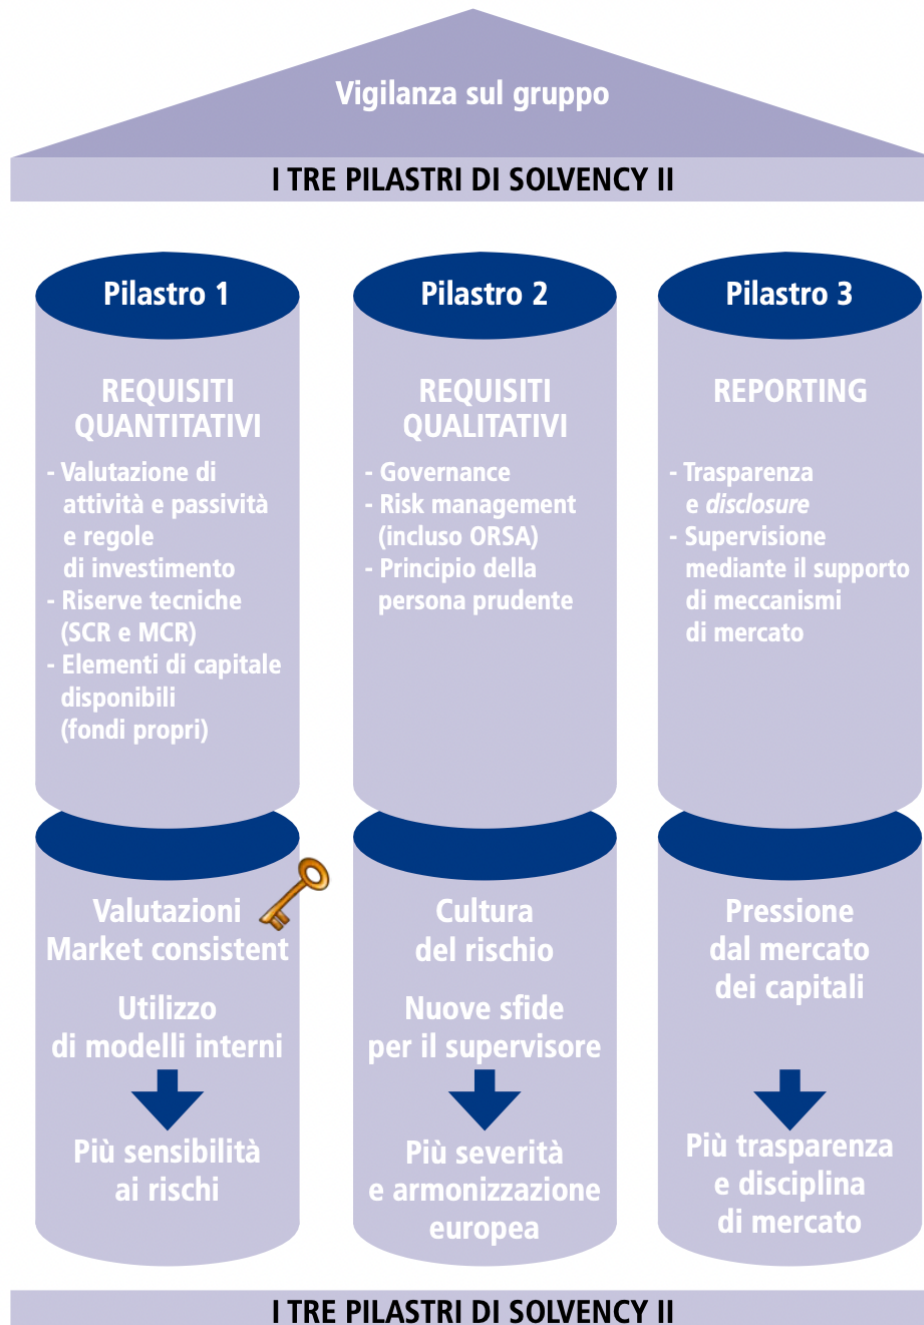 Vigilanza sul gruppo
I TRE PILASTRI DI SOLVENCY II
Pilastro 1
REQUISITI
QUANTITATIVI
- Valutazione di
attività e passività
e regole
di investimento
- Riserve tecniche
(SCR e MCR)
- Elementi di capitale
disponibili
(fondi propri)
Valutazioni
Market consistent
Utilizzo
di modelli interni
Più sensibilità
ai rischi
Pilastro 2
REQUISITI
QUALITATIVI
- Governance
- Risk management
(incluso ORSA)
- Principio della
persona prudente
Cultura
del rischio
Nuove sfide
per il supervisore
Più severità
e armonizzazione
europea
Pilastro 3
REPORTING
- Trasparenza
e disclosure
- Supervisione
mediante il supporto
di meccanismi
di mercato
Pressione
dal mercato
dei capitali
Più trasparenza
e disciplina
di mercato
I TRE PILASTRI DI SOLVENCY II